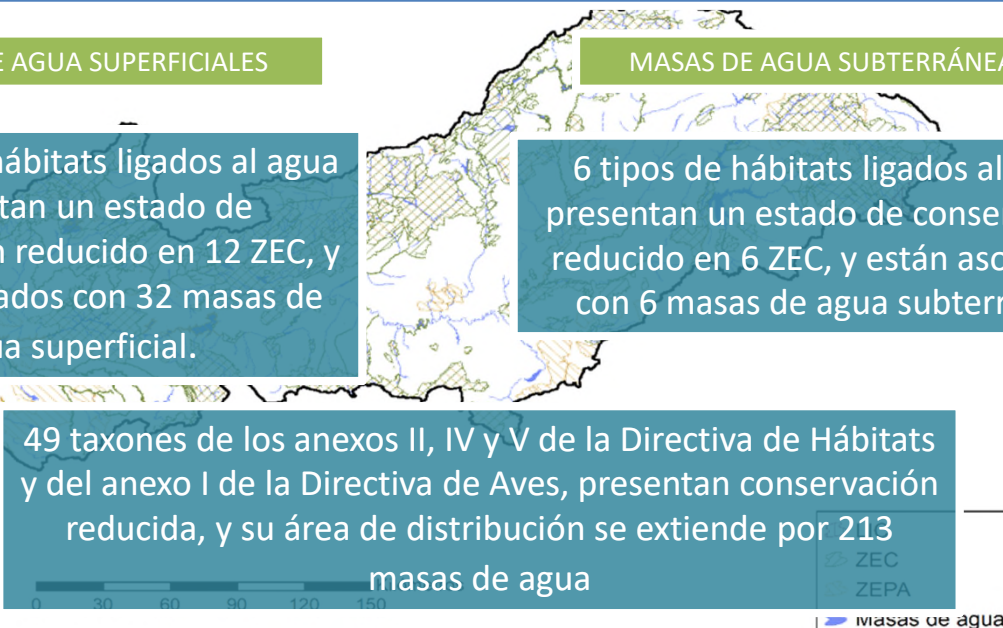 E AGUA SUPERFICIALES
MASAS DE AGUA SUBTERRÁNEA
hábitats ligados al agua
tan un estado de
n reducido en 12 ZEC, y
ados con 32 masas de
ua superficial.
6 tipos de hábitats ligados al
presentan un estado de conse
reducido en 6 ZEC, y están aso
con 6 masas de agua subterr
49 taxones de los anexos II, IV y V de la Directiva de Hábitats
y del anexo I de la Directiva de Aves, presentan conservación
reducida, y su área de distribución se extiende por 213
masas de agua
0 30 60 90 120 150
LIC
ZEC
ZEPA
Masas de agua